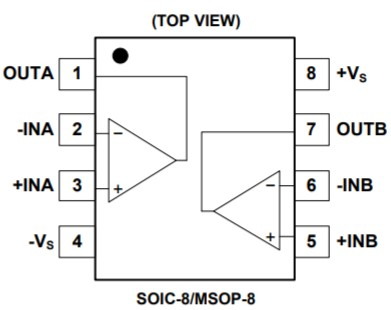 (TOP VIEW)
OUTA 1 8 +VS
-INA 2 − − 7 OUTB
+INA 3 + 6 -INB
-VS 4 + 5 +INB
SOIC-8/MSOP-8